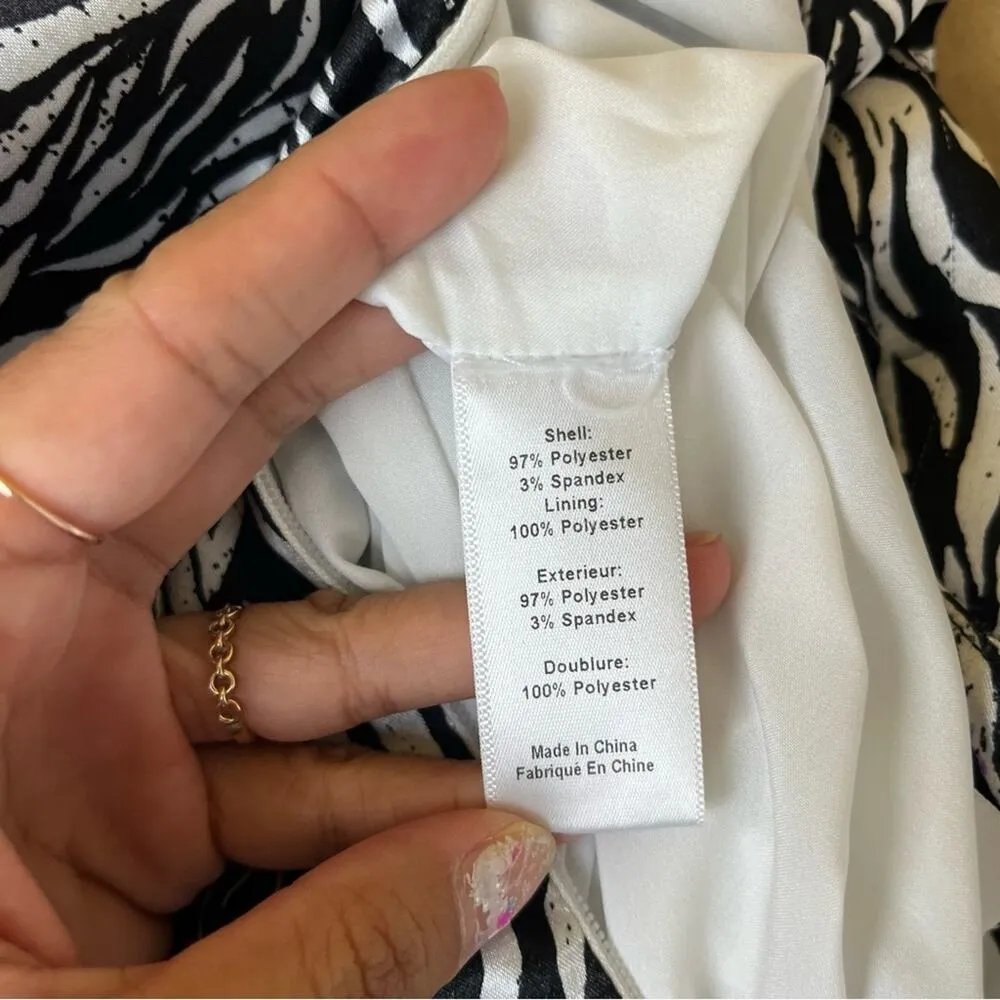 Shell:
97% Polyester
3% Spandex
Lining:
100% Polyester
Exterieur:
97% Polyester
3% Spandex
Doublure:
100% Polyester
Made In China
Fabriqué En Chine